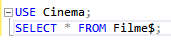 USE Cinema;
SELECT * FROM Filme$;